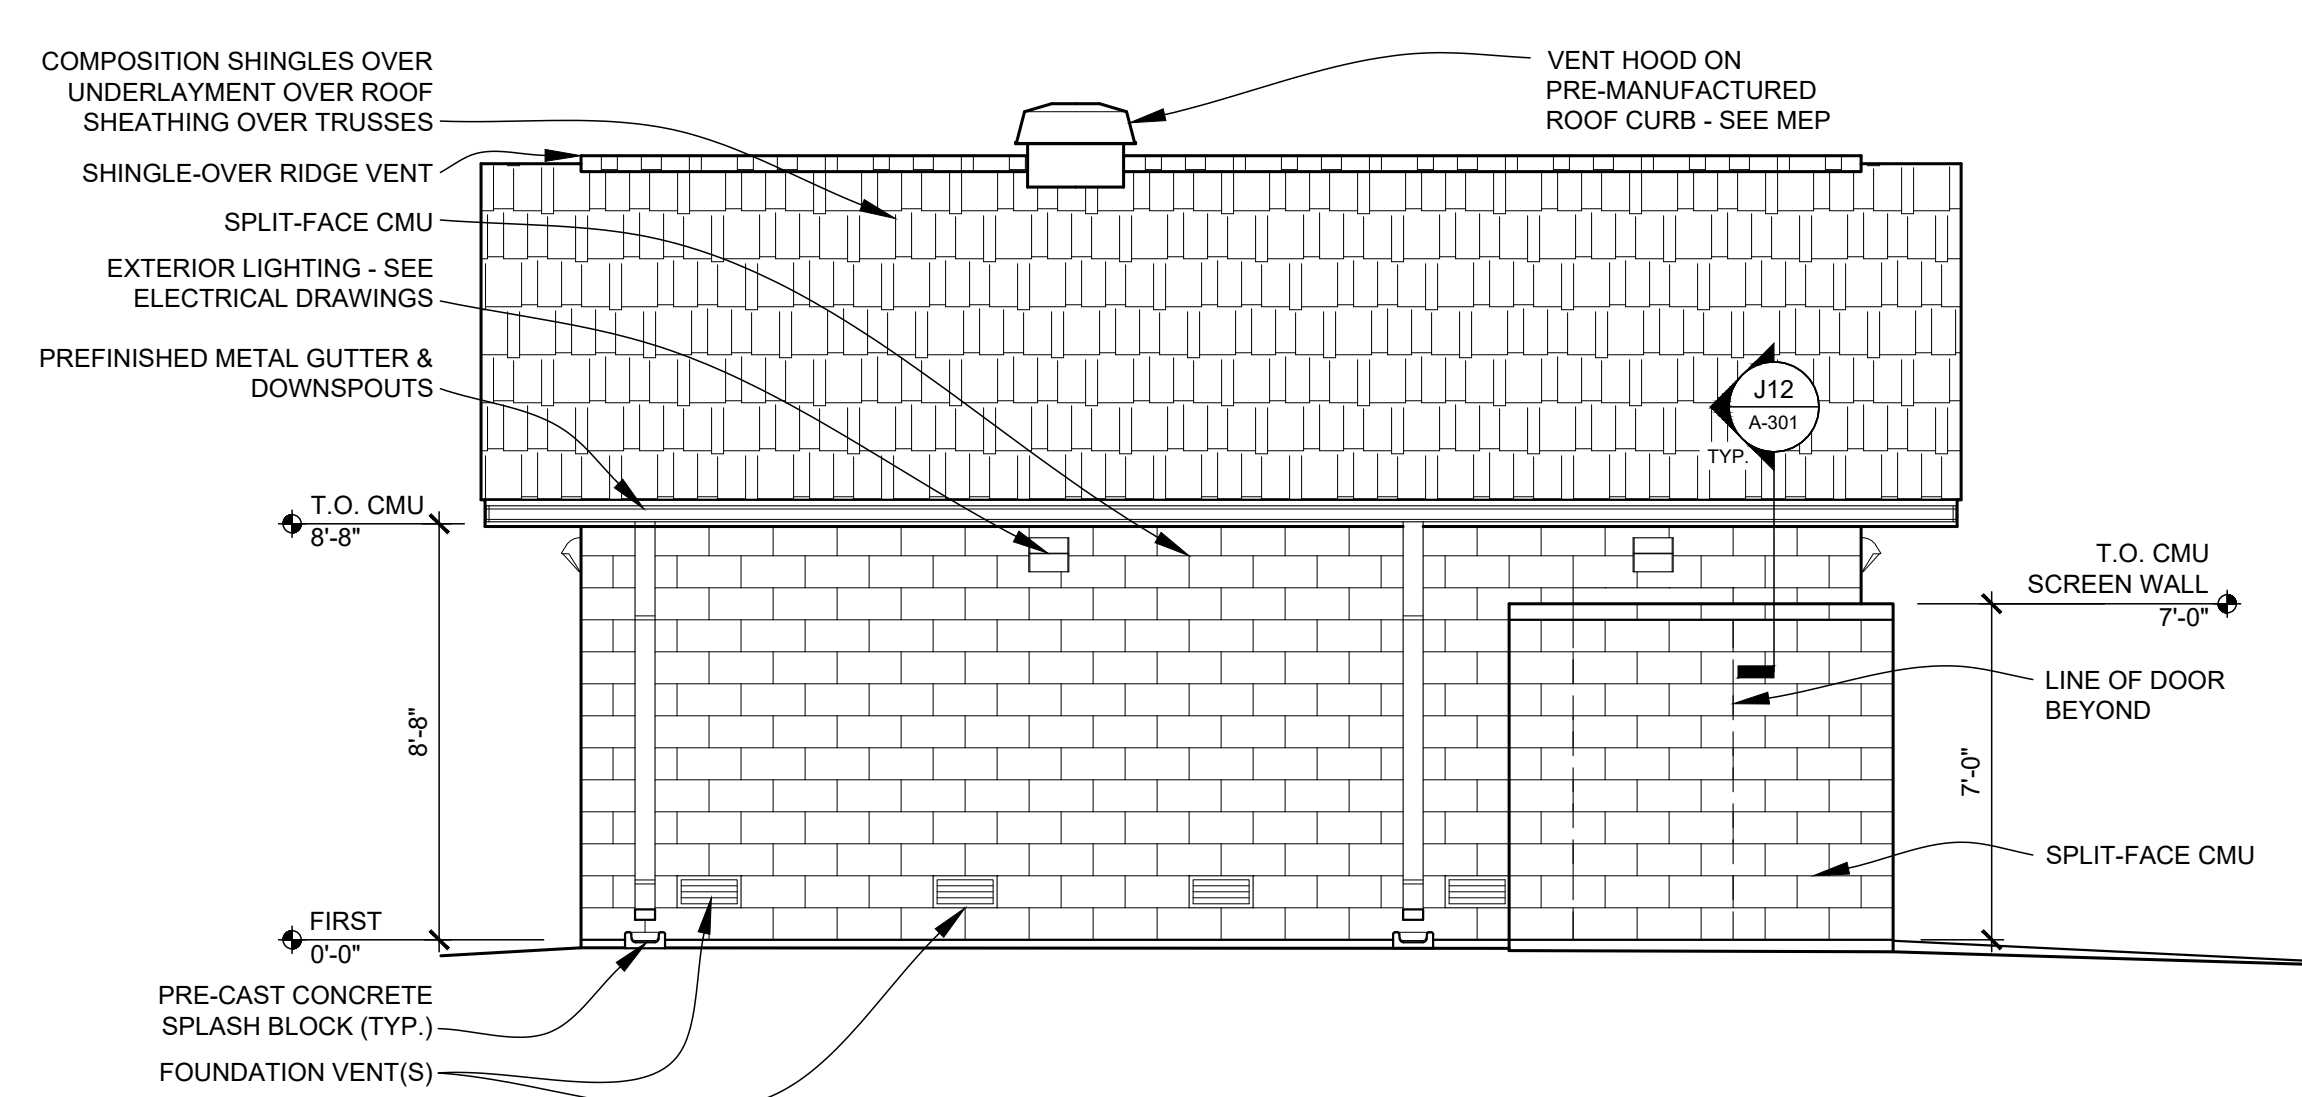 COMPOSITION SHINGLES OVER
UNDERLAYMENT OVER ROOF
SHEATHING OVER TRUSSES
SHINGLE-OVER RIDGE VENT
SPLIT-FACE CMU
EXTERIOR LIGHTING - SEE
ELECTRICAL DRAWINGS
PREFINISHED METAL GUTTER &
DOWNSPOUTS
VENT HOOD ON
PRE-MANUFACTURED
ROOF CURB - SEE MEP
J12
A-301
TYP.
T.O. CMU
8'-8"
8'-8"
FIRST
0'-0"
T.O. CMU
SCREEN WALL
7'-0"
LINE OF DOOR
BEYOND
7'-0"
SPLIT-FACE CMU
PRE-CAST CONCRETE
SPLASH BLOCK (TYP.)
FOUNDATION VENT(S)